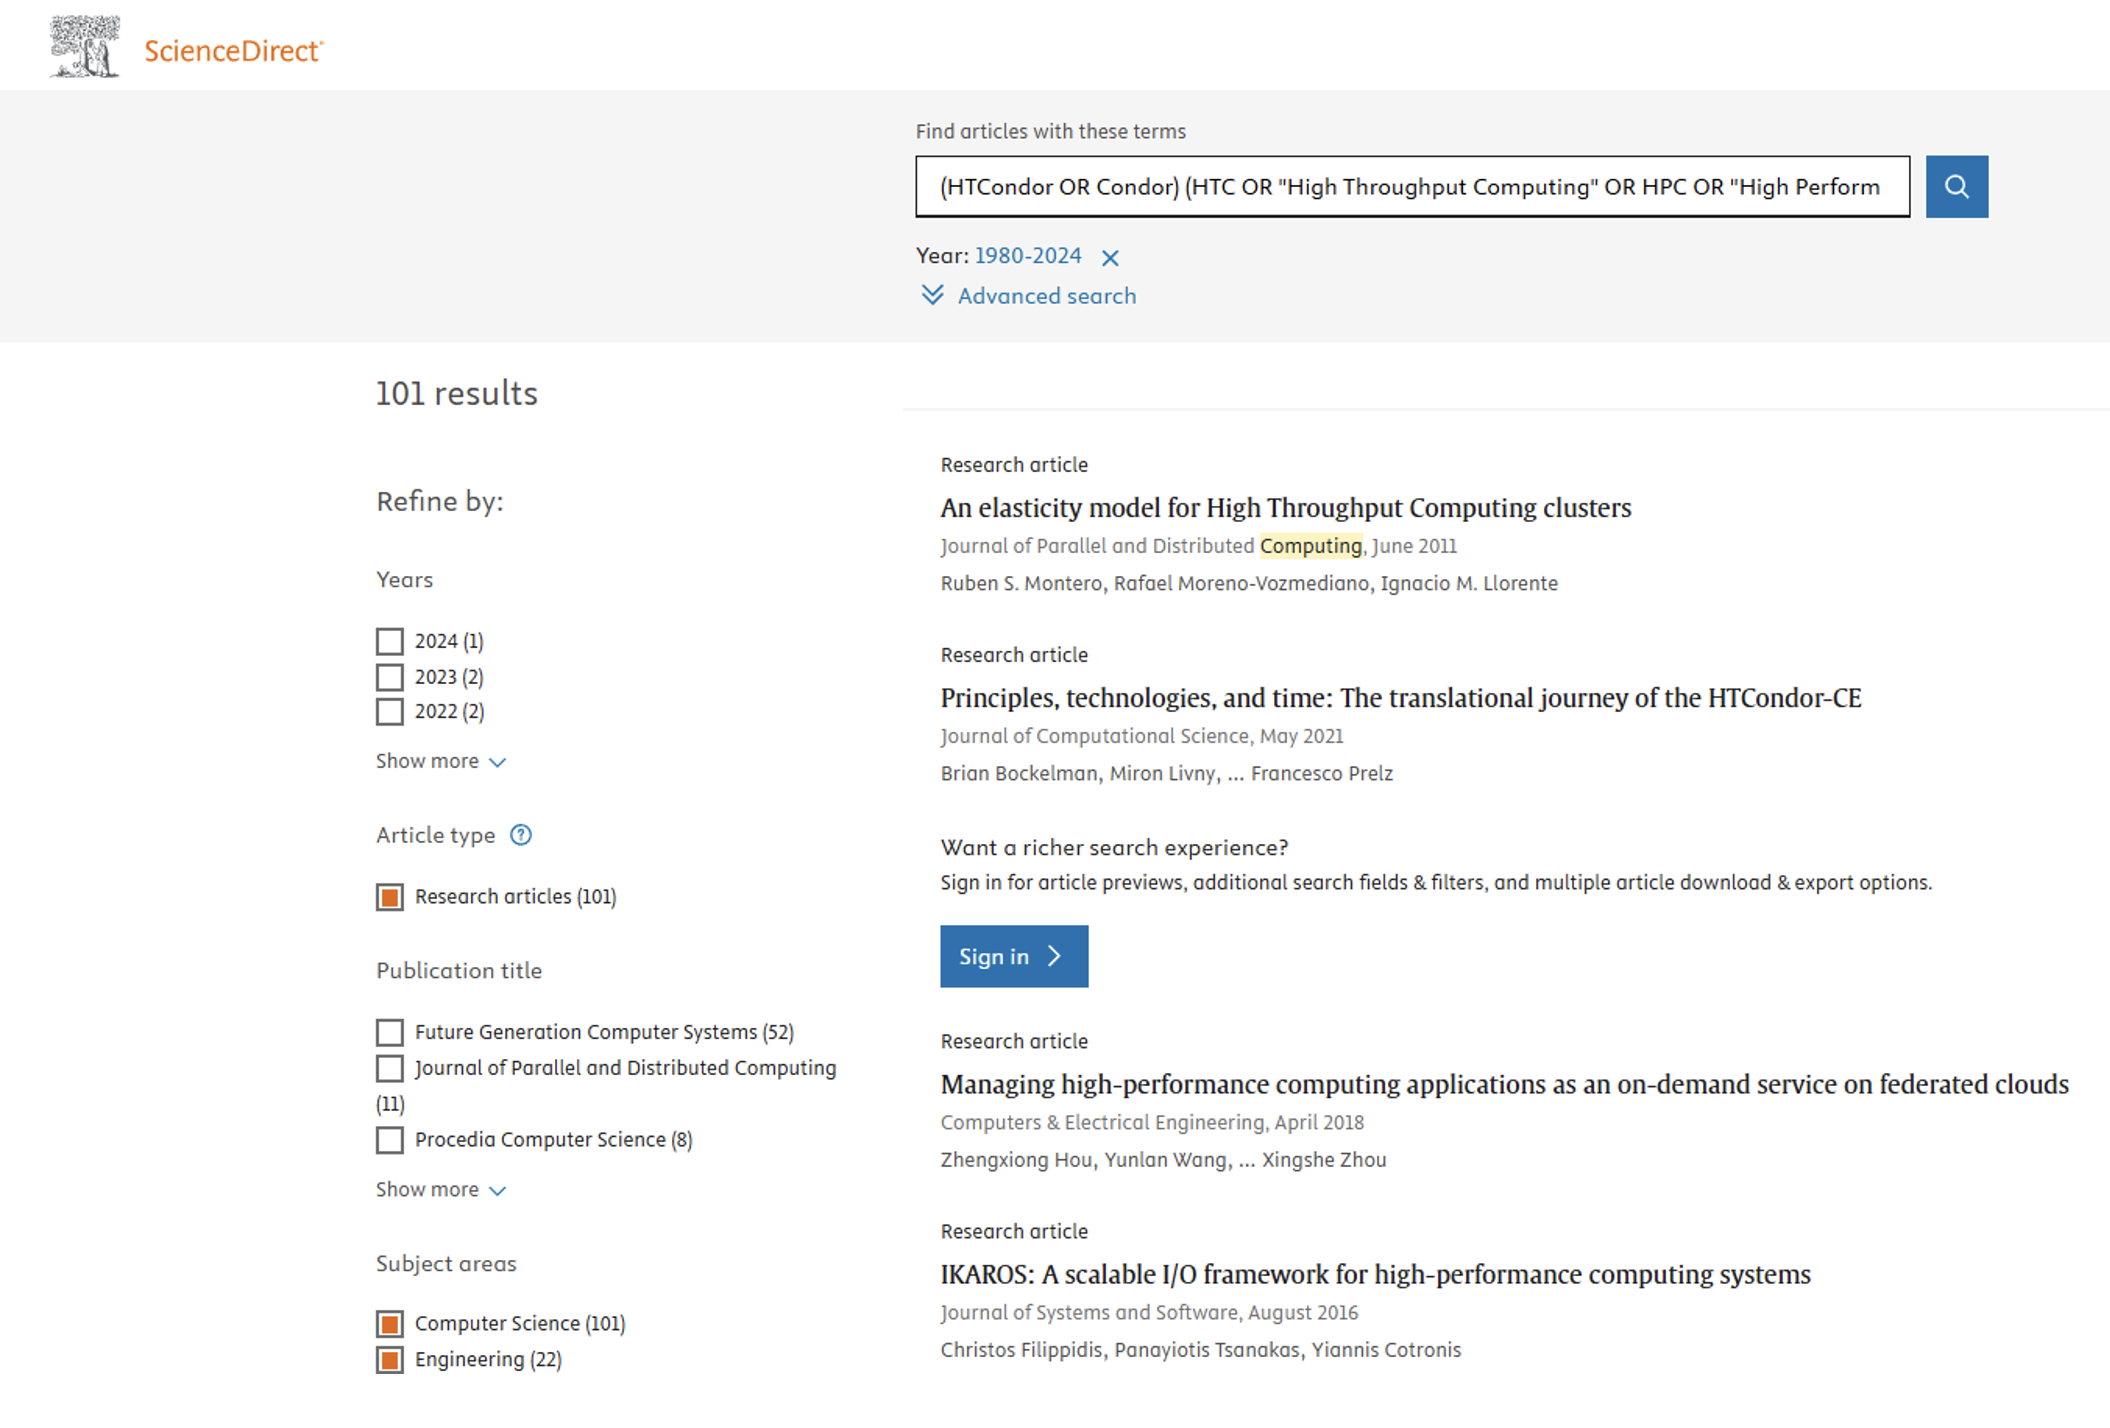 ScienceDirect
Find articles with these terms
(HTCondor OR Condor) (HTC OR "High Throughput Computing" OR HPC OR "High Perform
Year: 1980-2024
Advanced search
101 results
Refine by:
Years
2024 (1)
2023 (2)
2022 (2)
Show more
Article type
Research articles (101)
Publication title
Future Generation Computer Systems (52)
Journal of Parallel and Distributed Computing
(11)
Procedia Computer Science (8)
Show more
Subject areas
Computer Science (101)
Engineering (22)
Research article
An elasticity model for High Throughput Computing clusters
Journal of Parallel and Distributed Computing, June 2011
Ruben S. Montero, Rafael Moreno-Vozmediano, Ignacio M. Llorente
Research article
Principles, technologies, and time: The translational journey of the HTCondor-CE
Journal of Computational Science, May 2021
Brian Bockelman, Miron Livny, ... Francesco Prelz
Want a richer search experience?
Sign in for article previews, additional search fields & filters, and multiple article download & export options.
Sign in
Research article
Managing high-performance computing applications as an on-demand service on federated clouds
Computers & Electrical Engineering, April 2018
Zhengxiong Hou, Yunlan Wang, ... Xingshe Zhou
Research article
IKAROS: A scalable I/O framework for high-performance computing systems
Journal of Systems and Software, August 2016
Christos Filippidis, Panayiotis Tsanakas, Yiannis Cotronis